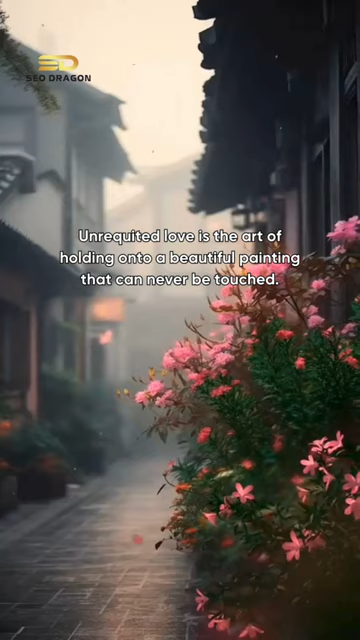 SEO DRAGON
Unrequited love is the art of
holding onto a beautiful painting
that can never be touched.